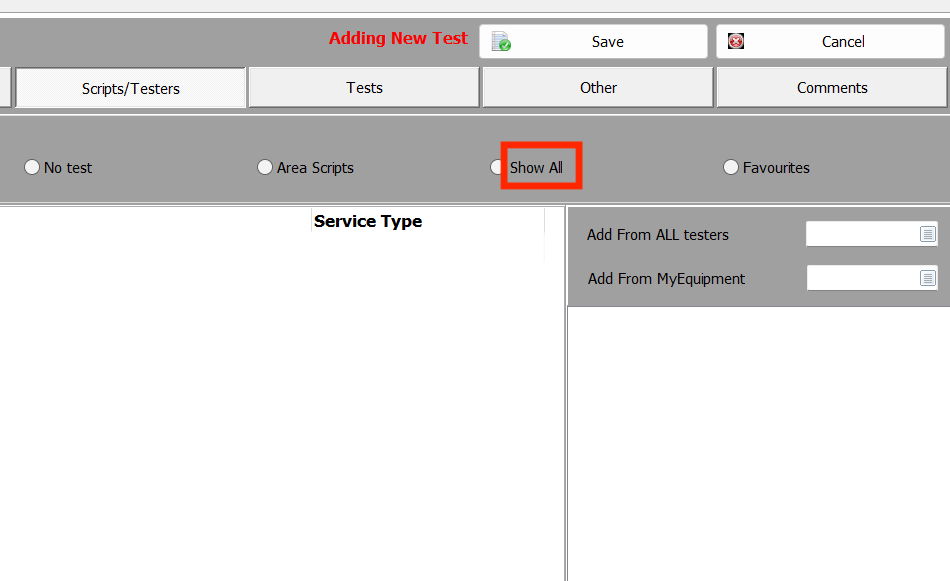 Adding New Test
Save
Cancel
Scripts/Testers
Tests
Other
Comments
No test
Area Scripts
Show All
Favourites
Service Type
Add From ALL testers
Add From MyEquipment